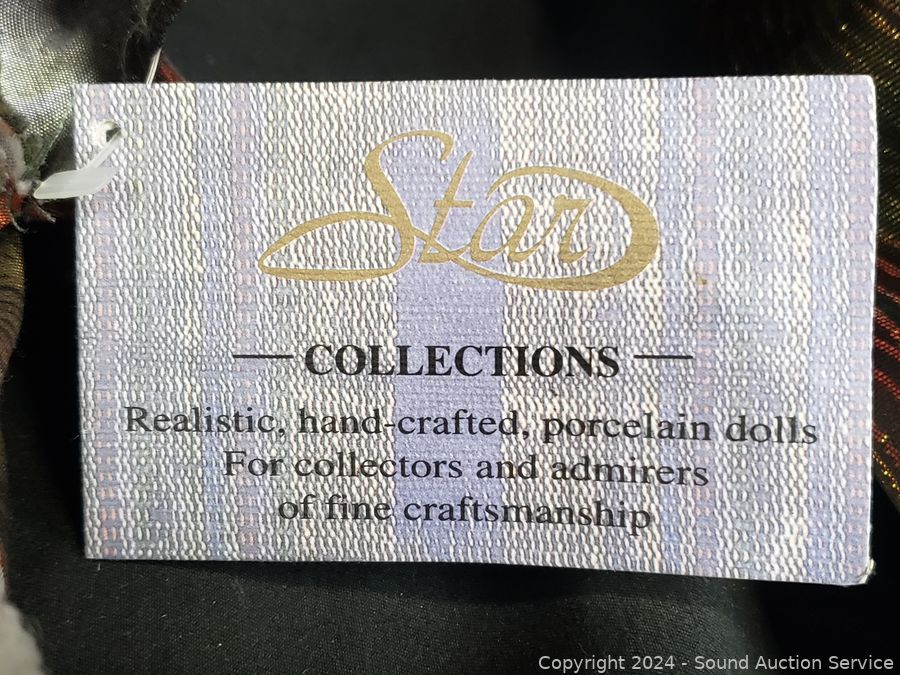 Star
COLLECTIONS
Realistic, hand-crafted, porcelain dolls
For collectors and admirers
of fine craftsmanship
Copyright 2024 - Sound Auction Service